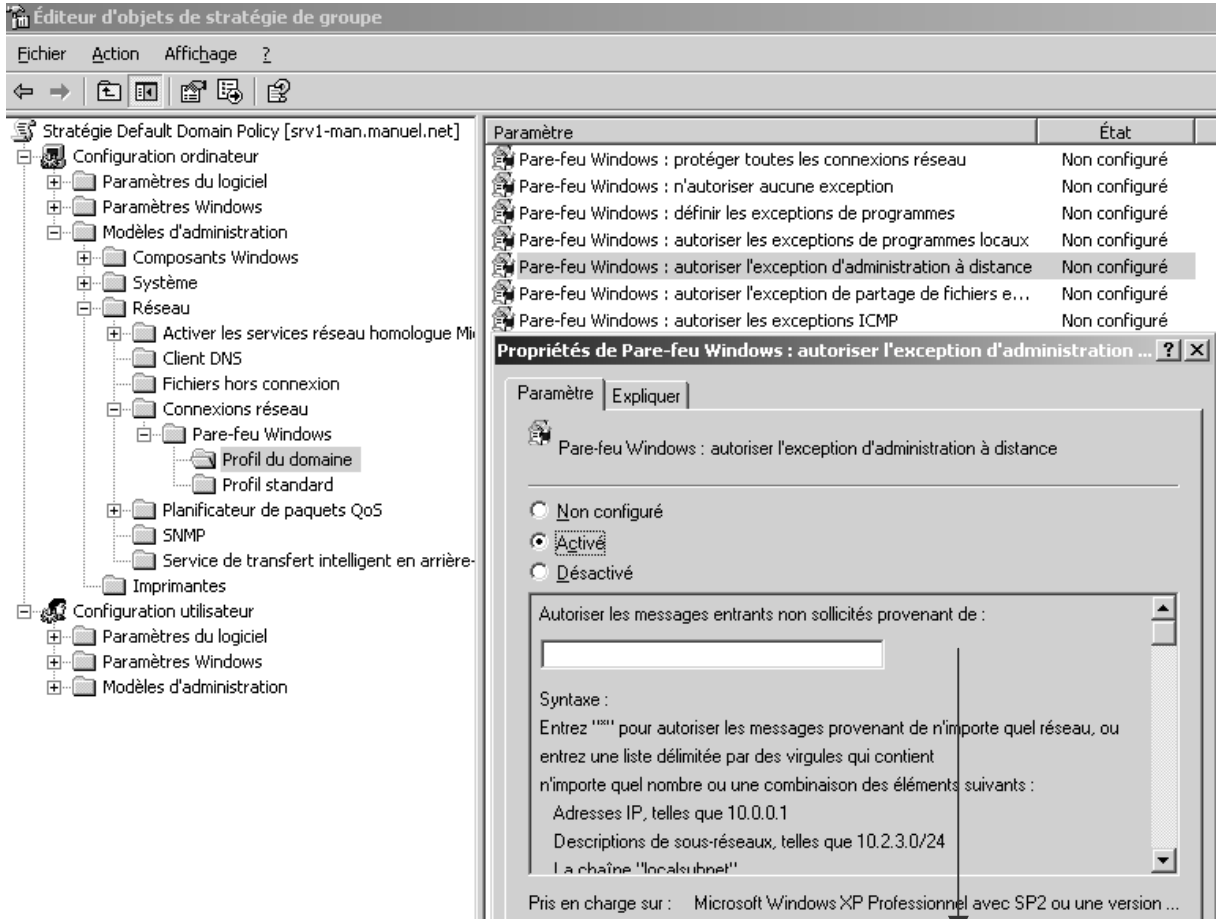 Éditeur d'objets de stratégie de groupe
Fichier Action Affichage ?
Stratégie Default Domain Policy [srv1-man.manuel.net]
Configuration ordinateur
Paramètres du logiciel
Paramètres Windows
Modèles d'administration
Composants Windows
Système
Réseau
Activer les services réseau homologue Mi
Client DNS
Fichiers hors connexion
Connexions réseau
Pare-feu Windows
Profil du domaine
Profil standard
Planificateur de paquets QoS
SNMP
Service de transfert intelligent en arrière-
Imprimantes
Configuration utilisateur
Paramètres du logiciel
Paramètres Windows
Modèles d'administration
Paramètre État
Pare-feu Windows : protéger toutes les connexions réseau Non configuré
Pare-feu Windows : n'autoriser aucune exception Non configuré
Pare-feu Windows : définir les exceptions de programmes Non configuré
Pare-feu Windows : autoriser les exceptions de programmes locaux Non configuré
Pare-feu Windows : autoriser l'exception d'administration à distance Non configuré
Pare-feu Windows : autoriser l'exception de partage de fichiers e... Non configuré
Pare-feu Windows : autoriser les exceptions ICMP Non configuré
Propriétés de Pare-feu Windows : autoriser l'exception d'administration ... ? X
Paramètre Expliquer
Pare-feu Windows : autoriser l'exception d'administration à distance
Non configuré
Activé
Désactivé
Autoriser les messages entrants non sollicités provenant de :
Syntaxe :
Entrez "*" pour autoriser les messages provenant de n'importe quel réseau, ou
entrez une liste délimitée par des virgules qui contient
n'importe quel nombre ou une combinaison des éléments suivants :
Adresses IP, telles que 10.0.0.1
Descriptions de sous-réseaux, telles que 10.2.3.0/24
La chaîne "localsubnet"
Pris en charge sur : Microsoft Windows XP Professionnel avec SP2 ou une version ...